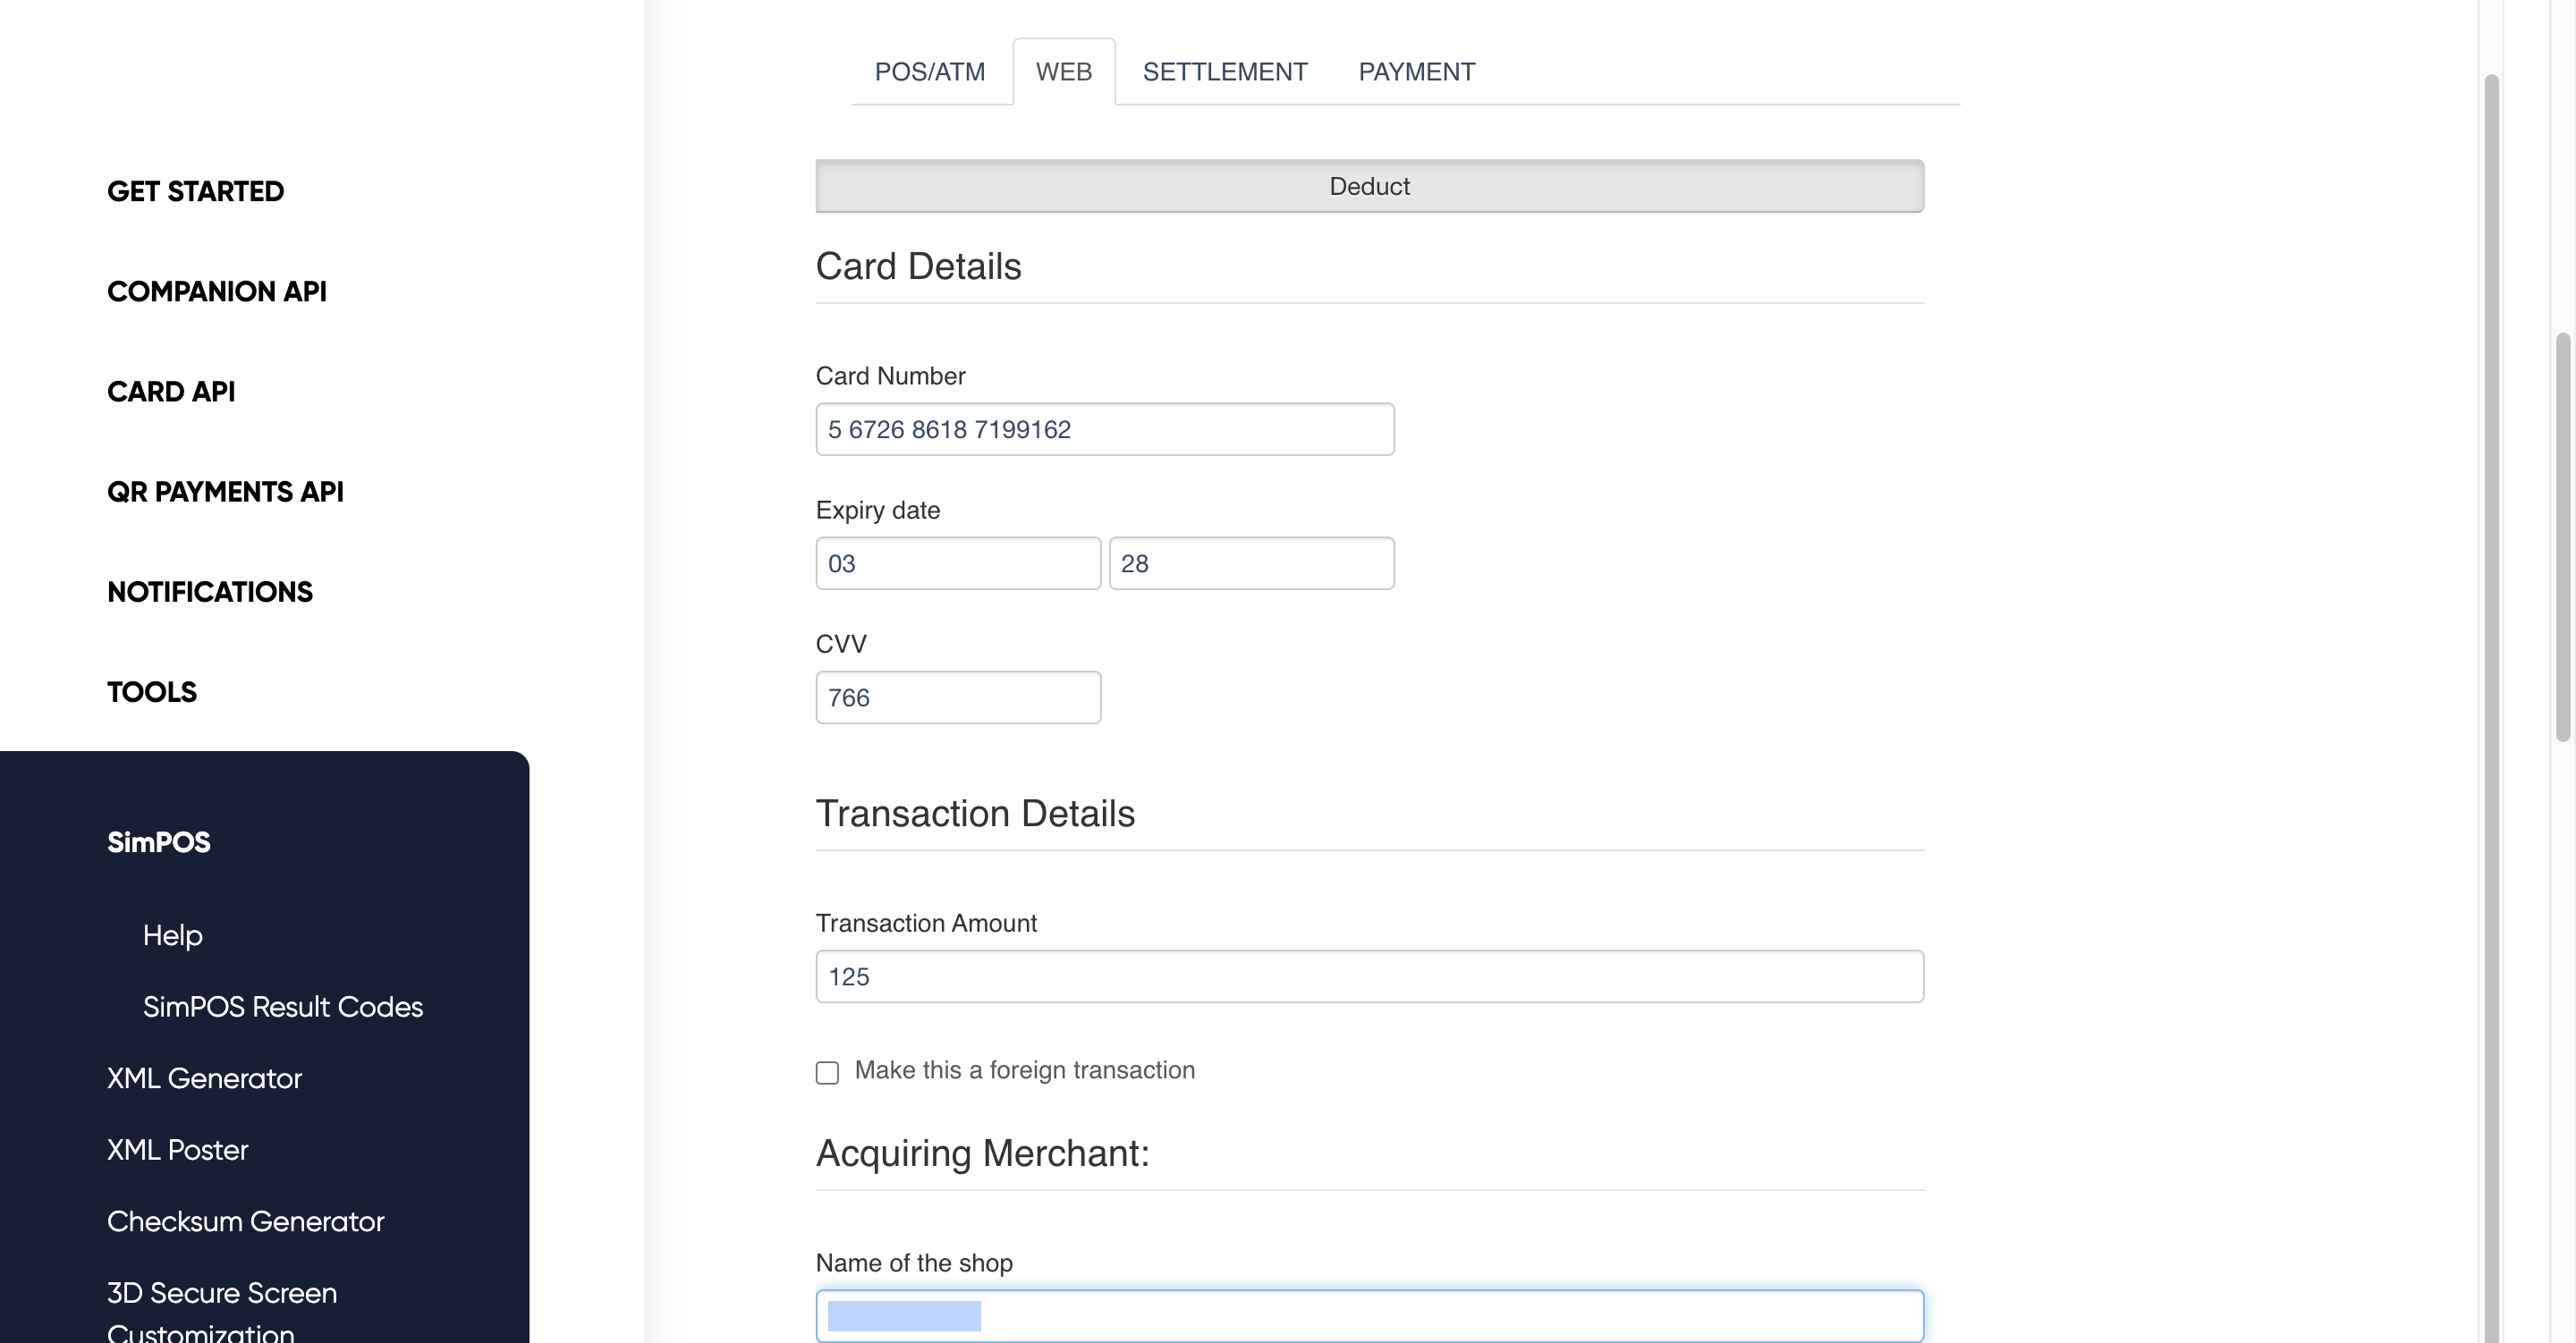 POS/ATM WEB SETTLEMENT PAYMENT
GET STARTED
COMPANION API
CARD API
QR PAYMENTS API
NOTIFICATIONS
TOOLS
SimPOS
Help
SimPOS Result Codes
XML Generator
XML Poster
Checksum Generator
3D Secure Screen
Customization
Deduct
Card Details
Card Number
5 6726 8618 7199162
Expiry date
03 28
CVV
766
Transaction Details
Transaction Amount
125
Make this a foreign transaction
Acquiring Merchant:
Name of the shop